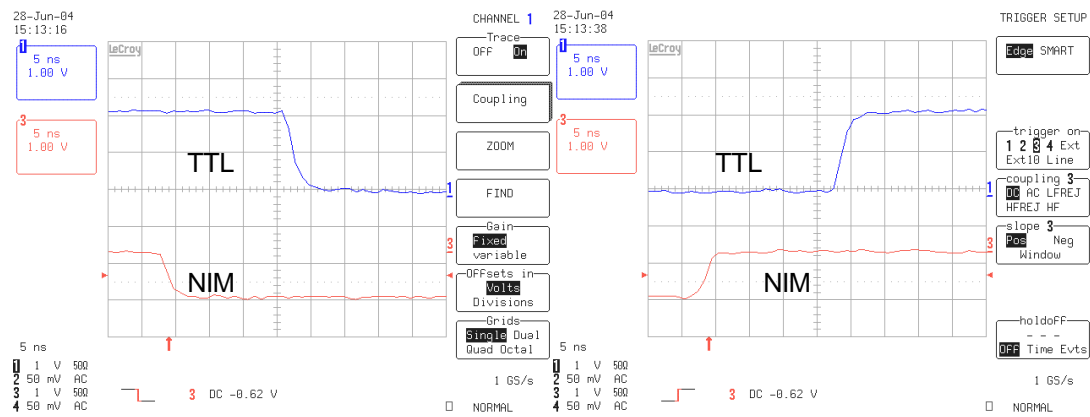 28-Jun-04
15:13:16
1
5 ns
1.00 V
3
5 ns
1.00 V
LeCroy
TTL
NIM
1
3
CHANNEL 1
Trace
OFF On
Coupling
ZOOM
FIND
Gain
Fixed
variable
Offsets in
Volts
Divisions
Grids
Single Dual
Quad Octal
5 ns
1 1 V 50Ω
2 50 mV AC
3 1 V 50Ω
4 50 mV AC
3 DC -0.62 V
1 GS/s
NORMAL
28-Jun-04
15:13:38
1
5 ns
1.00 V
3
5 ns
1.00 V
LeCroy
TTL
NIM
1
3
TRIGGER SETUP
Edge SMART
trigger on
1 2 3 4 Ext
Ext10 Line
coupling 3
DC AC LFREJ
HFREJ HF
slope 3
Pos Neg
Window
holdoff
- - -
OFF Time Evts
5 ns
1 1 V 50Ω
2 50 mV AC
3 1 V 50Ω
4 50 mV AC
3 DC -0.62 V
1 GS/s
NORMAL